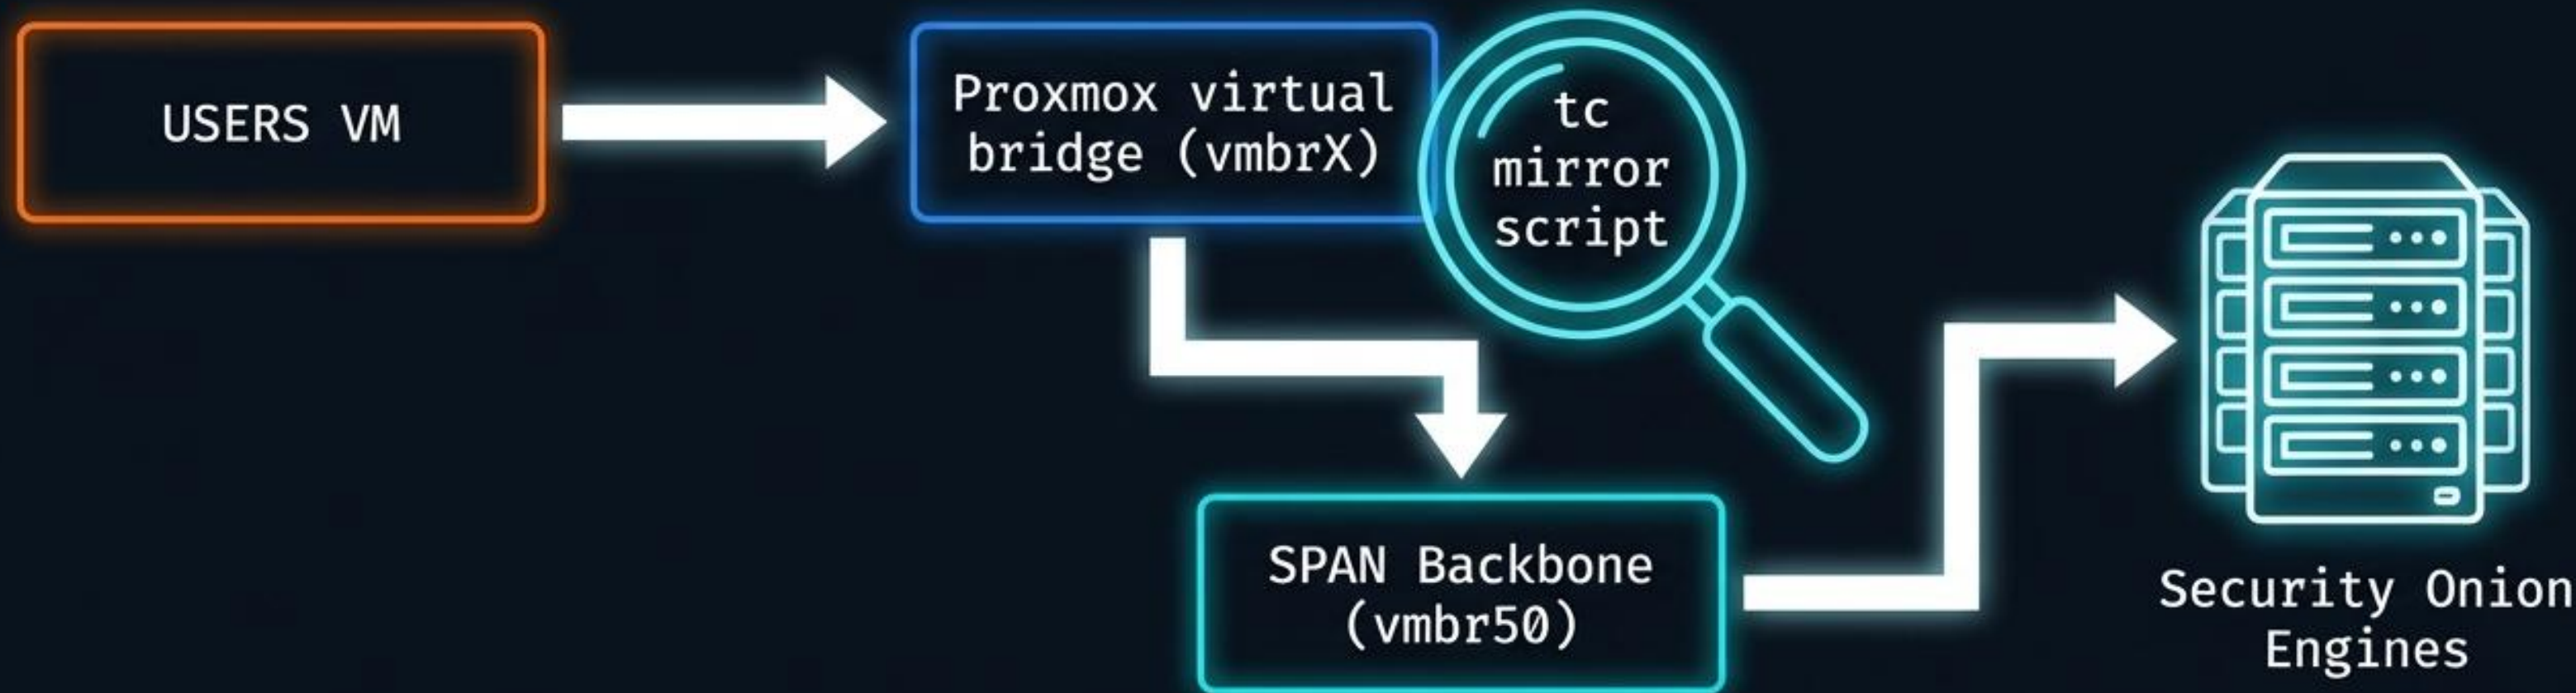 USERS VM
Proxmox virtual
bridge (vmbrX)
tc
mirror
script
SPAN Backbone
(vmbr50)
Security Onion
Engines